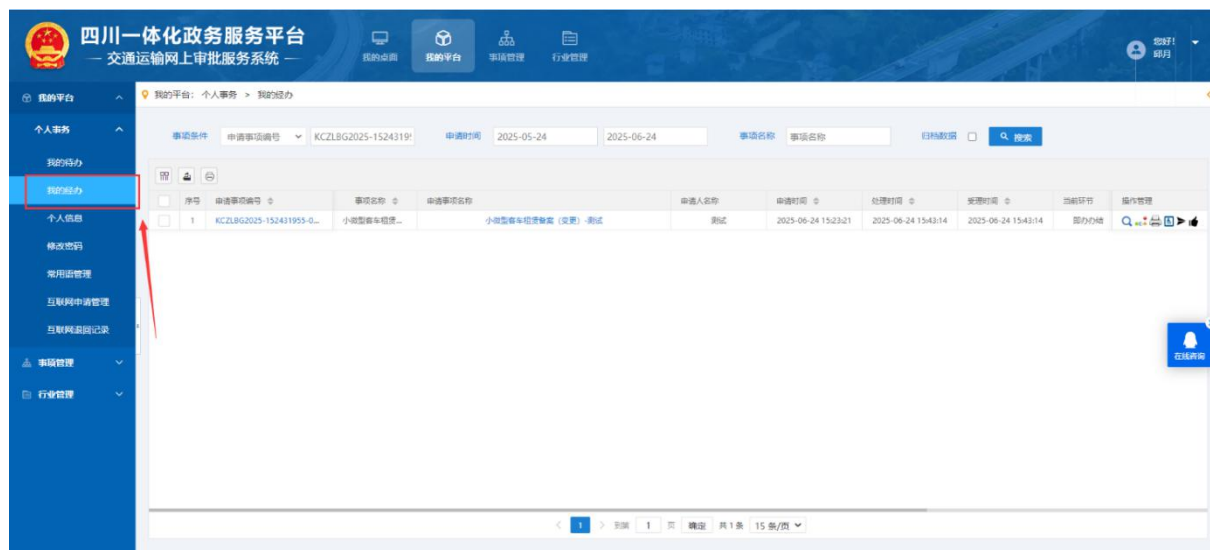 四川一体化政务服务平台
— 交通运输网上审批服务系统 —
我的桌面 我的平台 事项管理 行业管理
您好!
邱月
我的平台
我的平台: 个人事务 > 我的经办
个人事务
我的待办
我的经办
个人信息
修改密码
常用语管理
互联网申请管理
互联网退回记录
事项管理
行业管理
事项条件 申请事项编号 KCZLBG2025-1524319 申请时间 2025-05-24 2025-06-24 事项名称 事项名称 归档数据 搜索
序号 申请事项编号 事项名称 申请事项名称 申请人名称 申请时间 处理时间 受理时间 当前环节 操作管理
1 KCZLBG2025-152431955-0... 小微型客车租赁... 小微型客车租赁备案（变更）-测试 测试 2025-06-24 15:23:21 2025-06-24 15:43:14 2025-06-24 15:43:14 即办办结
在线咨询
< 1 > 到第 1 页 确定 共 1 条 15 条/页